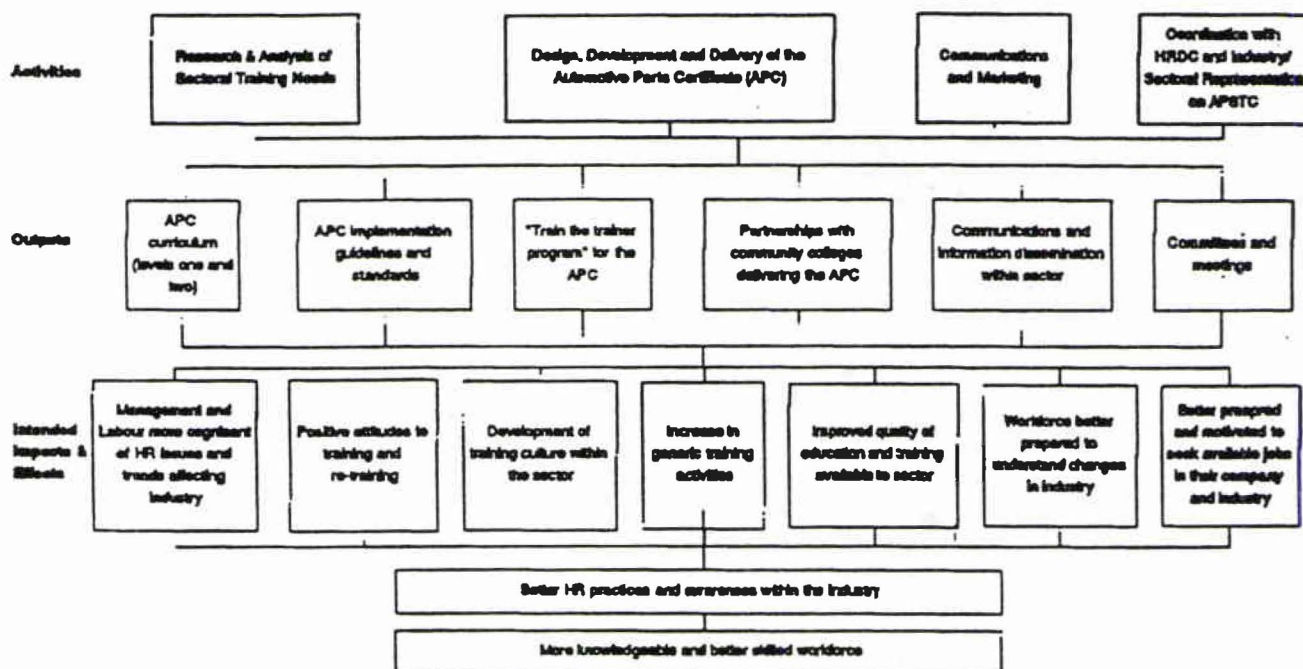 Activities
Research & Analysis of
Sectoral Training Needs
Design, Development and Delivery of the
Automotive Parts Certificate (APC)
Communications
and Marketing
Coordination with
HRDC and Industry/
Sectoral Representation
on APSTC
Outputs
APC
curriculum
(levels one and
two)
APC implementation
guidelines and
standards
"Train the trainer
program" for the
APC
Partnerships with
community colleges
delivering the APC
Communications and
information dissemination
within sector
Committees and
meetings
Intended
Impacts &
Effects
Management and
Labour more cognizant
of HR issues and
trends affecting
industry
Positive attitudes to
training and
re-training
Development of
training culture within
the sector
Increase in
generic training
activities
Improved quality of
education and training
available to sector
Workforce better
prepared to
understand changes
in industry
Better prepared
and motivated to
seek available jobs
in their company
and industry
Better HR practices and awareness within the industry
More knowledgeable and better skilled workforce